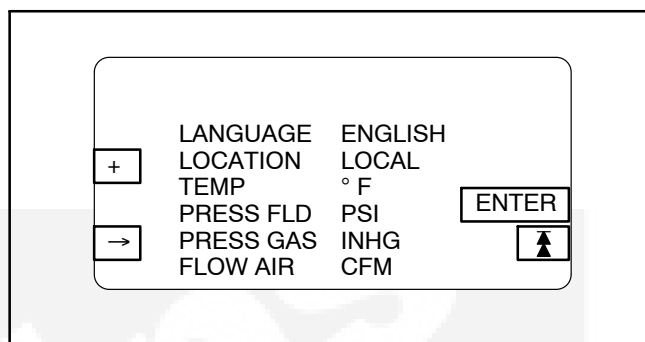 LANGUAGE ENGLISH
+ LOCATION LOCAL
TEMP ° F
PRESS FLD PSI ENTER
→ PRESS GAS INHG
FLOW AIR CFM